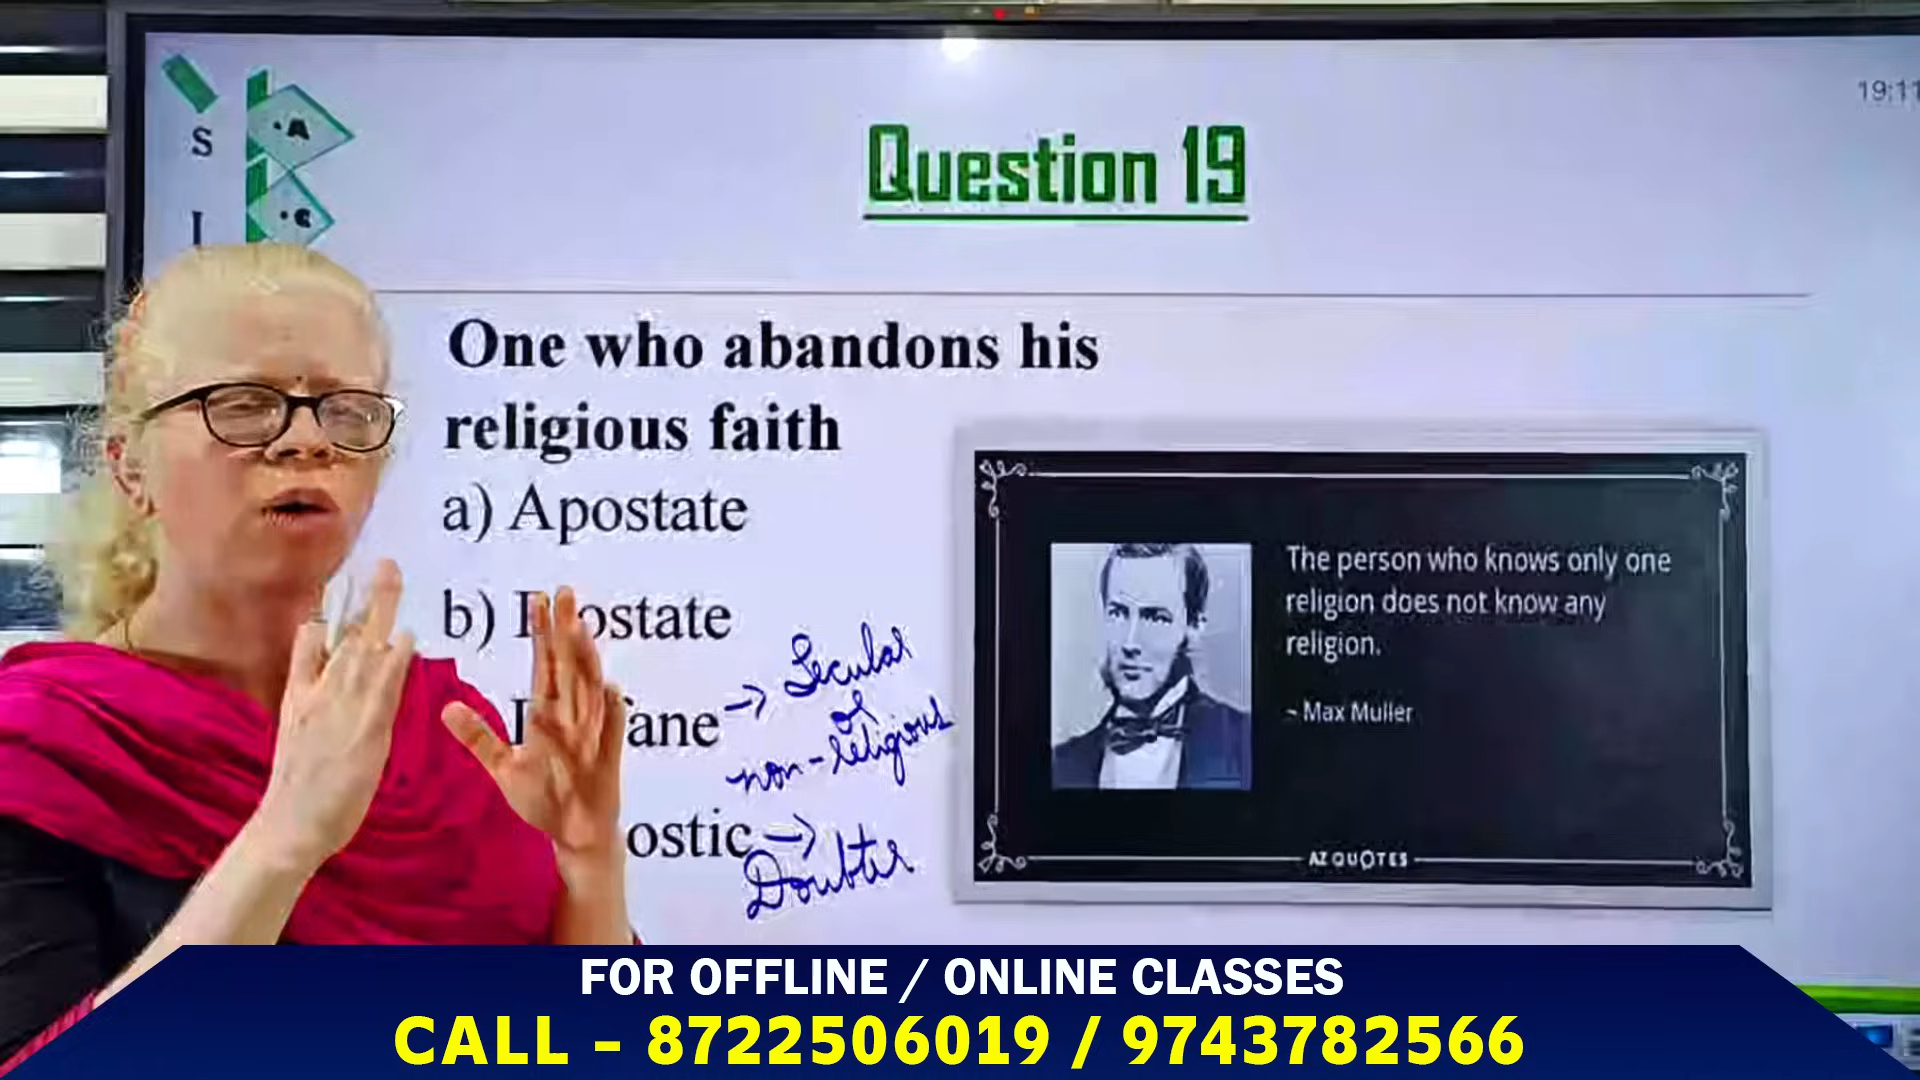 S
I
A
C
19:11
Question 19
One who abandons his
religious faith
a) Apostate
b) ostate
ane → Secular
or
non-religious
ostic →
Doubter
The person who knows only one
religion does not know any
religion.
~ Max Muller
AZ QUOTES
FOR OFFLINE / ONLINE CLASSES
CALL – 8722506019 / 9743782566